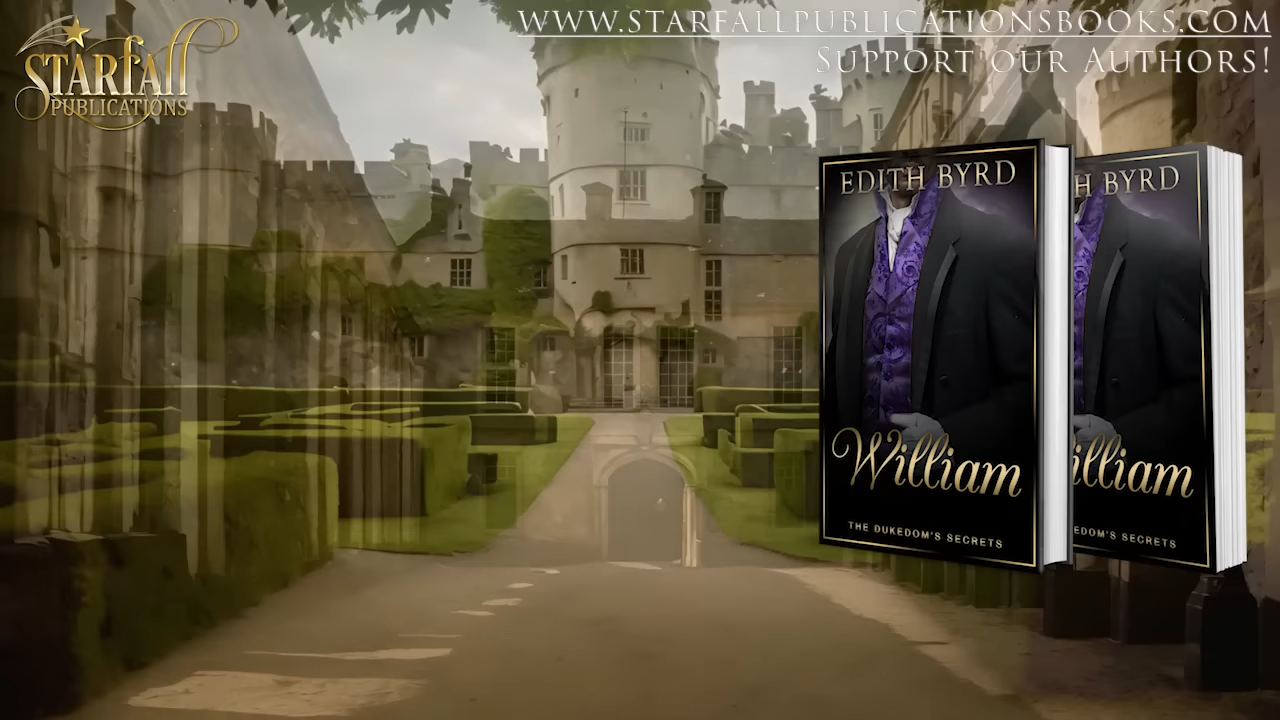 STARfall
PUBLICATIONS
WWW.STARFALLPUBLICATIONSBOOKS.COM
SUPPORT OUR AUTHORS!
EDITH BYRD
William
THE DUKEDOM'S SECRETS
H BYRD
illiam
EDOM'S SECRETS